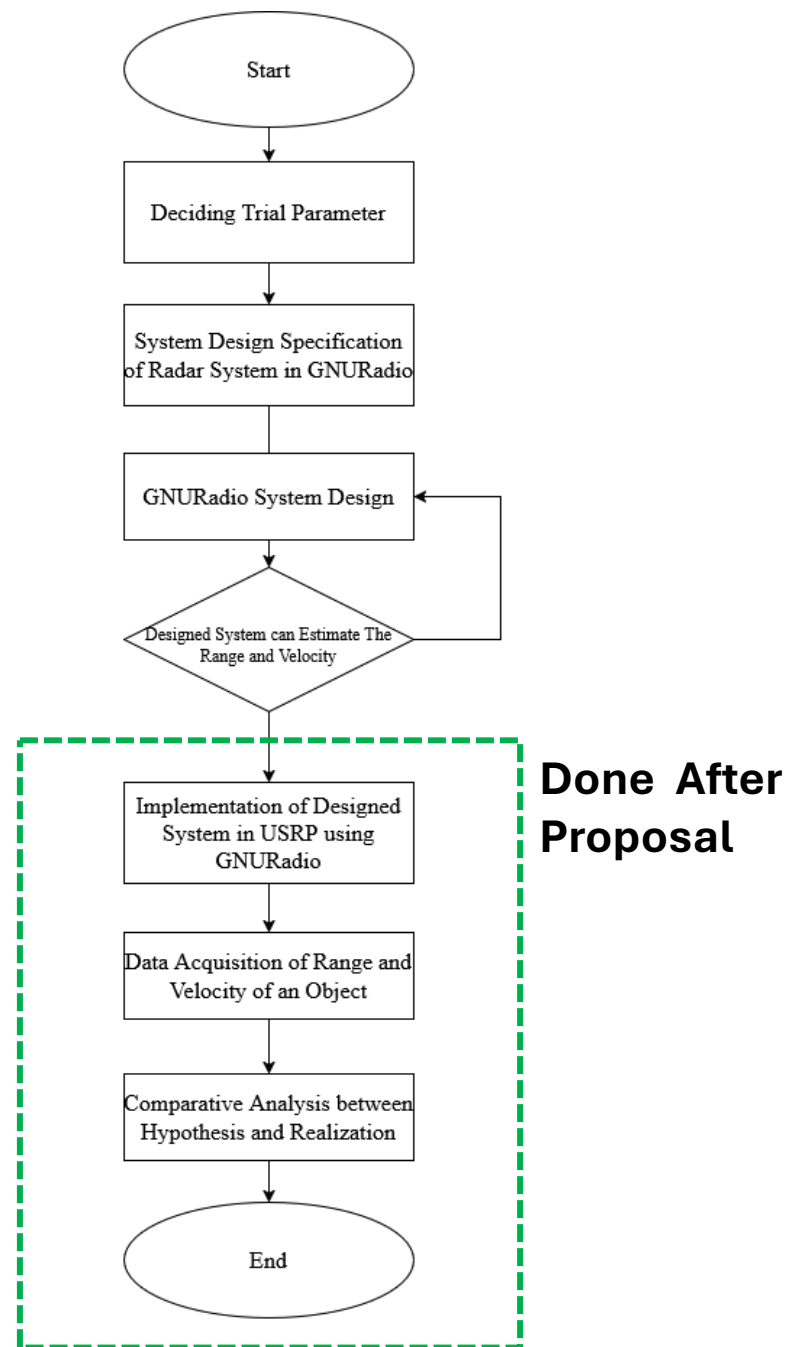 Start
Deciding Trial Parameter
System Design Specification
of Radar System in GNURadio
GNURadio System Design
Designed System can Estimate The
Range and Velocity
Done After
Proposal
Implementation of Designed
System in USRP using
GNURadio
Data Acquisition of Range and
Velocity of an Object
Comparative Analysis between
Hypothesis and Realization
End